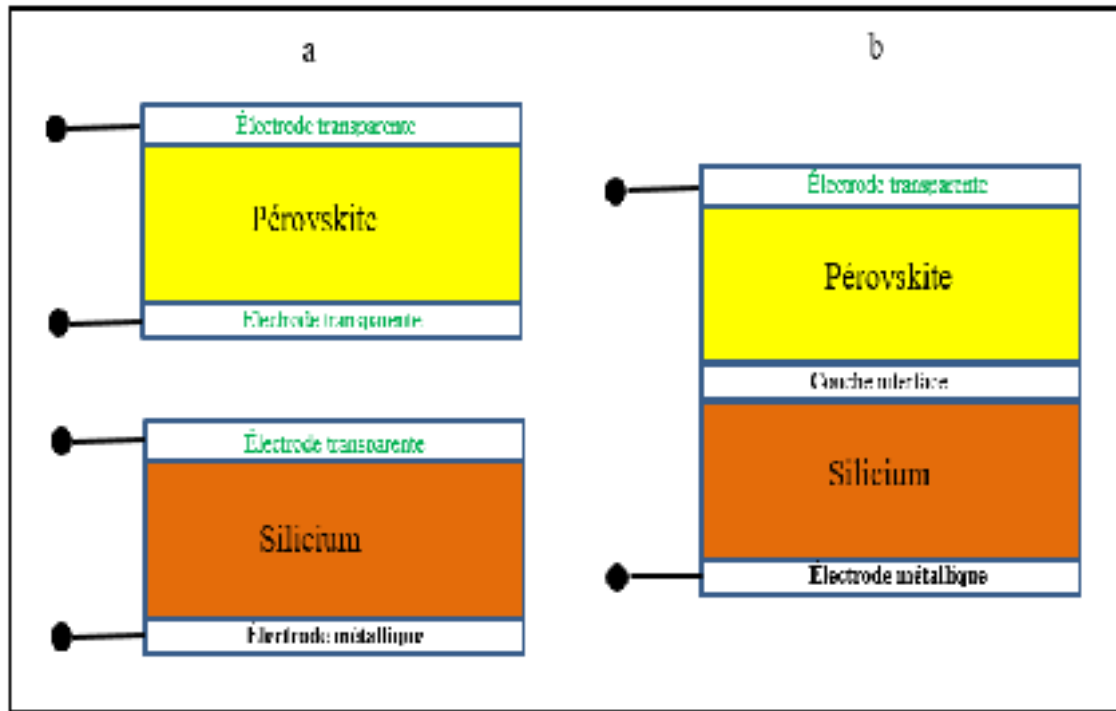 a
Électrode transparente
Pérovskite
Électrode transparente
Électrode transparente
Silicium
Électrode métallique
b
Électrode transparente
Pérovskite
Couche interface
Silicium
Électrode métallique